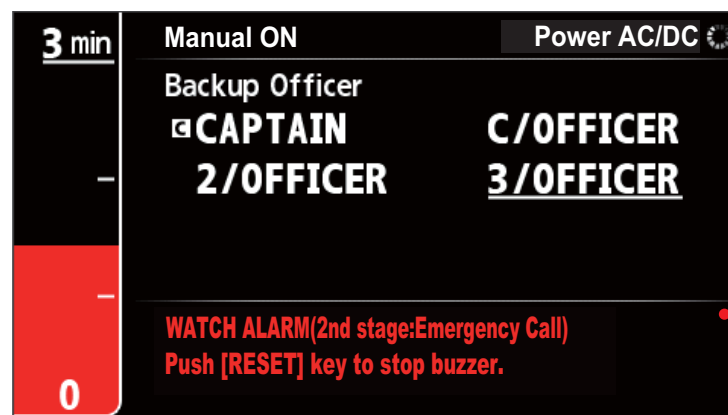 3 min
Manual ON Power AC/DC
Backup Officer
C CAPTAIN C/OFFICER
2/OFFICER 3/OFFICER
WATCH ALARM(2nd stage:Emergency Call)
Push [RESET] key to stop buzzer.
0